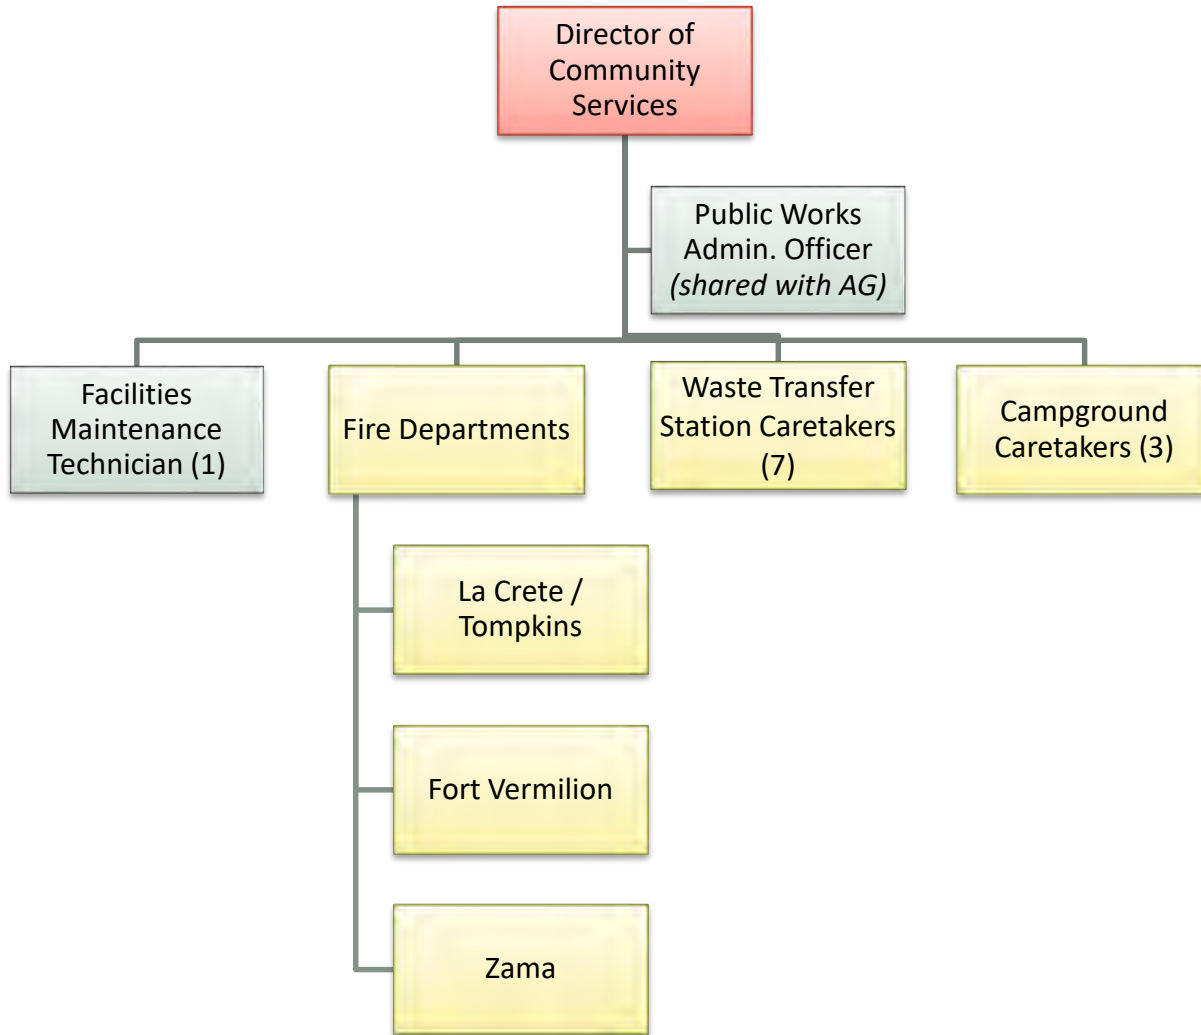 Director of
Community
Services
Public Works
Admin. Officer
(shared with AG)
Facilities
Maintenance
Technician (1)
Fire Departments
Waste Transfer
Station Caretakers
(7)
Campground
Caretakers (3)
La Crete /
Tompkins
Fort Vermilion
Zama